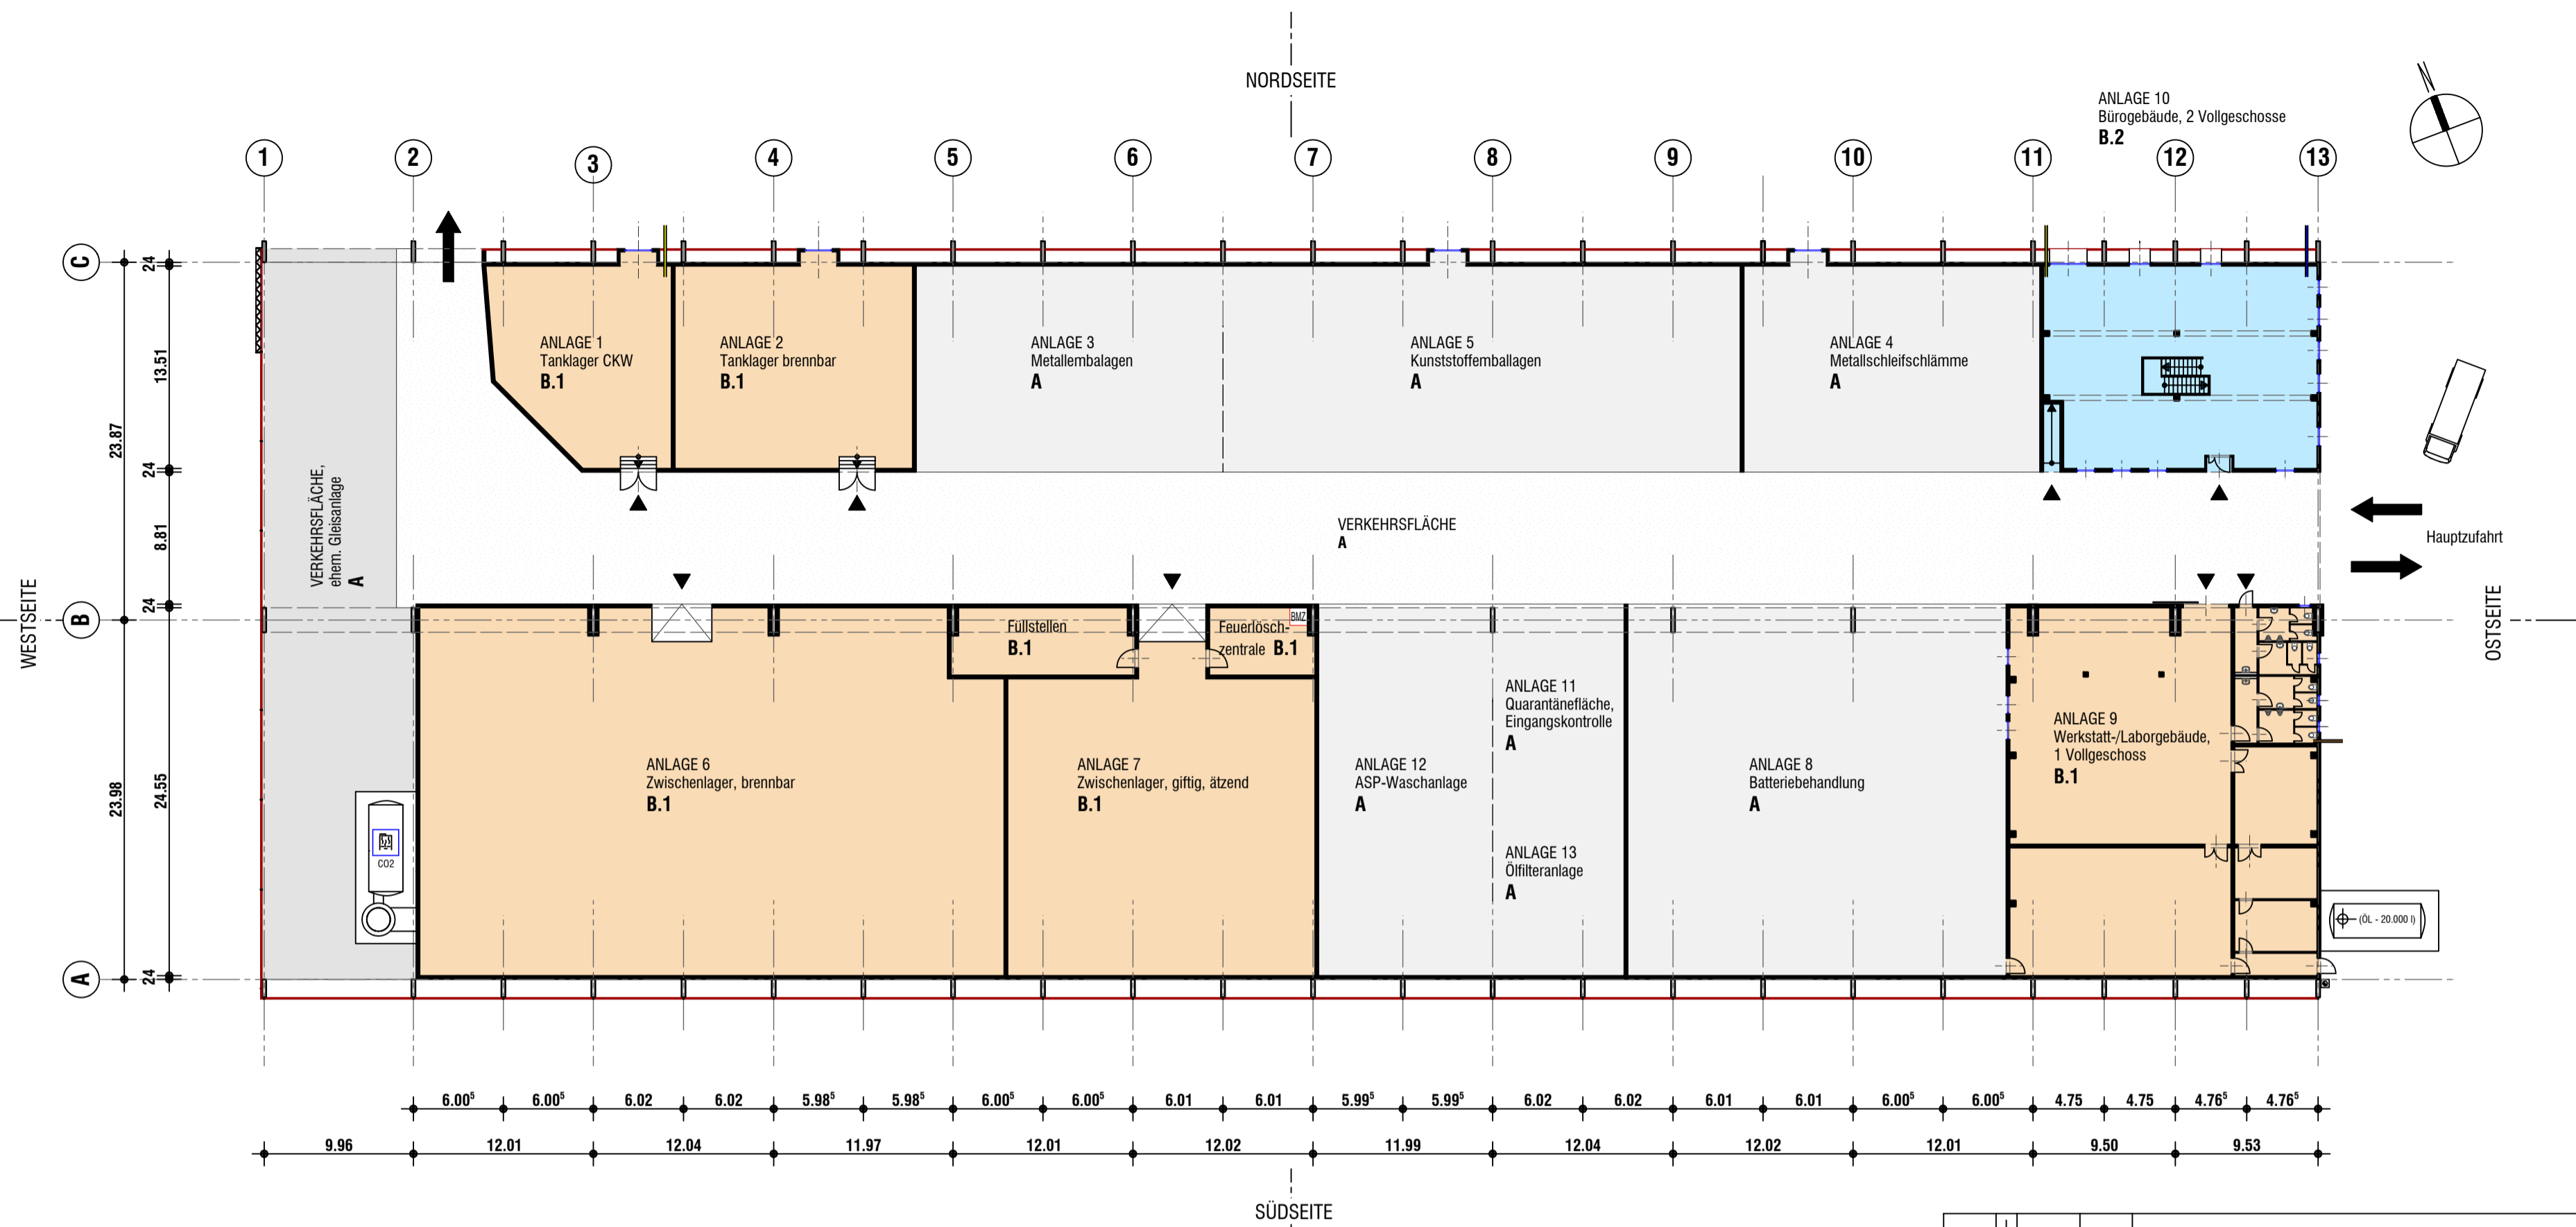 NORDSEITE
ANLAGE 10
Bürogebäude, 2 Vollgeschosse
B.2
1
2
3
4
5
6
7
8
9
10
11
12
13
C
24
13.51
23.87
24
8.81
24
B
24.55
23.98
24
A
WESTSEITE
OSTSEITE
VERKEHRSFLÄCHE,
ehem. Gleisanlage
A
ANLAGE 1
Tanklager CKW
B.1
ANLAGE 2
Tanklager brennbar
B.1
ANLAGE 3
Metallembalagen
A
ANLAGE 5
Kunststoffemballagen
A
ANLAGE 4
Metallschleifschlämme
A
VERKEHRSFLÄCHE
A
Hauptzufahrt
Füllstellen
B.1
Feuerlösch-
zentrale B.1
BMZ
ANLAGE 6
Zwischenlager, brennbar
B.1
ANLAGE 7
Zwischenlager, giftig, ätzend
B.1
ANLAGE 12
ASP-Waschanlage
A
ANLAGE 11
Quarantänefläche,
Eingangskontrolle
A
ANLAGE 13
Ölfilteranlage
A
ANLAGE 8
Batteriebehandlung
A
ANLAGE 9
Werkstatt-/Laborgebäude,
1 Vollgeschoss
B.1
CO2
(ÖL - 20.000 l)
6.00⁵ 6.00⁵ 6.02 6.02 5.98⁵ 5.98⁵ 6.00⁵ 6.00⁵ 6.01 6.01 5.99⁵ 5.99⁵ 6.02 6.02 6.01 6.01 6.00⁵ 6.00⁵ 4.75 4.75 4.76⁵ 4.76⁵
9.96 12.01 12.04 11.97 12.01 12.02 11.99 12.04 12.02 12.01 9.50 9.53
SÜDSEITE